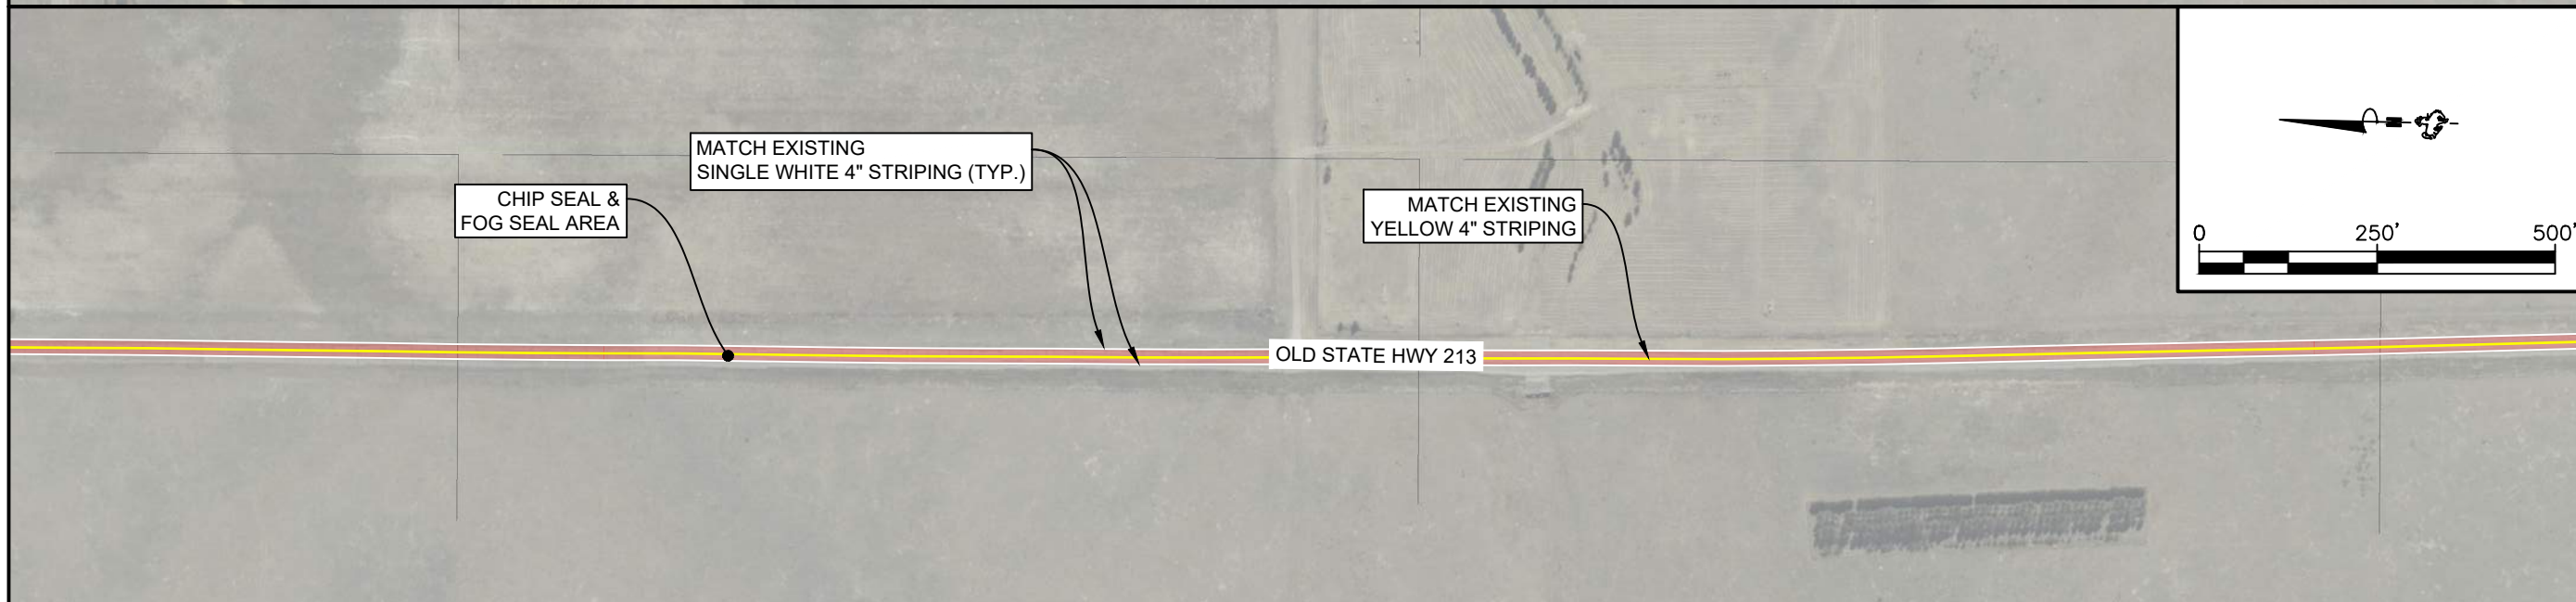 MATCH EXISTING
SINGLE WHITE 4" STRIPING (TYP.)
CHIP SEAL &
FOG SEAL AREA
MATCH EXISTING
YELLOW 4" STRIPING
0 250' 500'
OLD STATE HWY 213